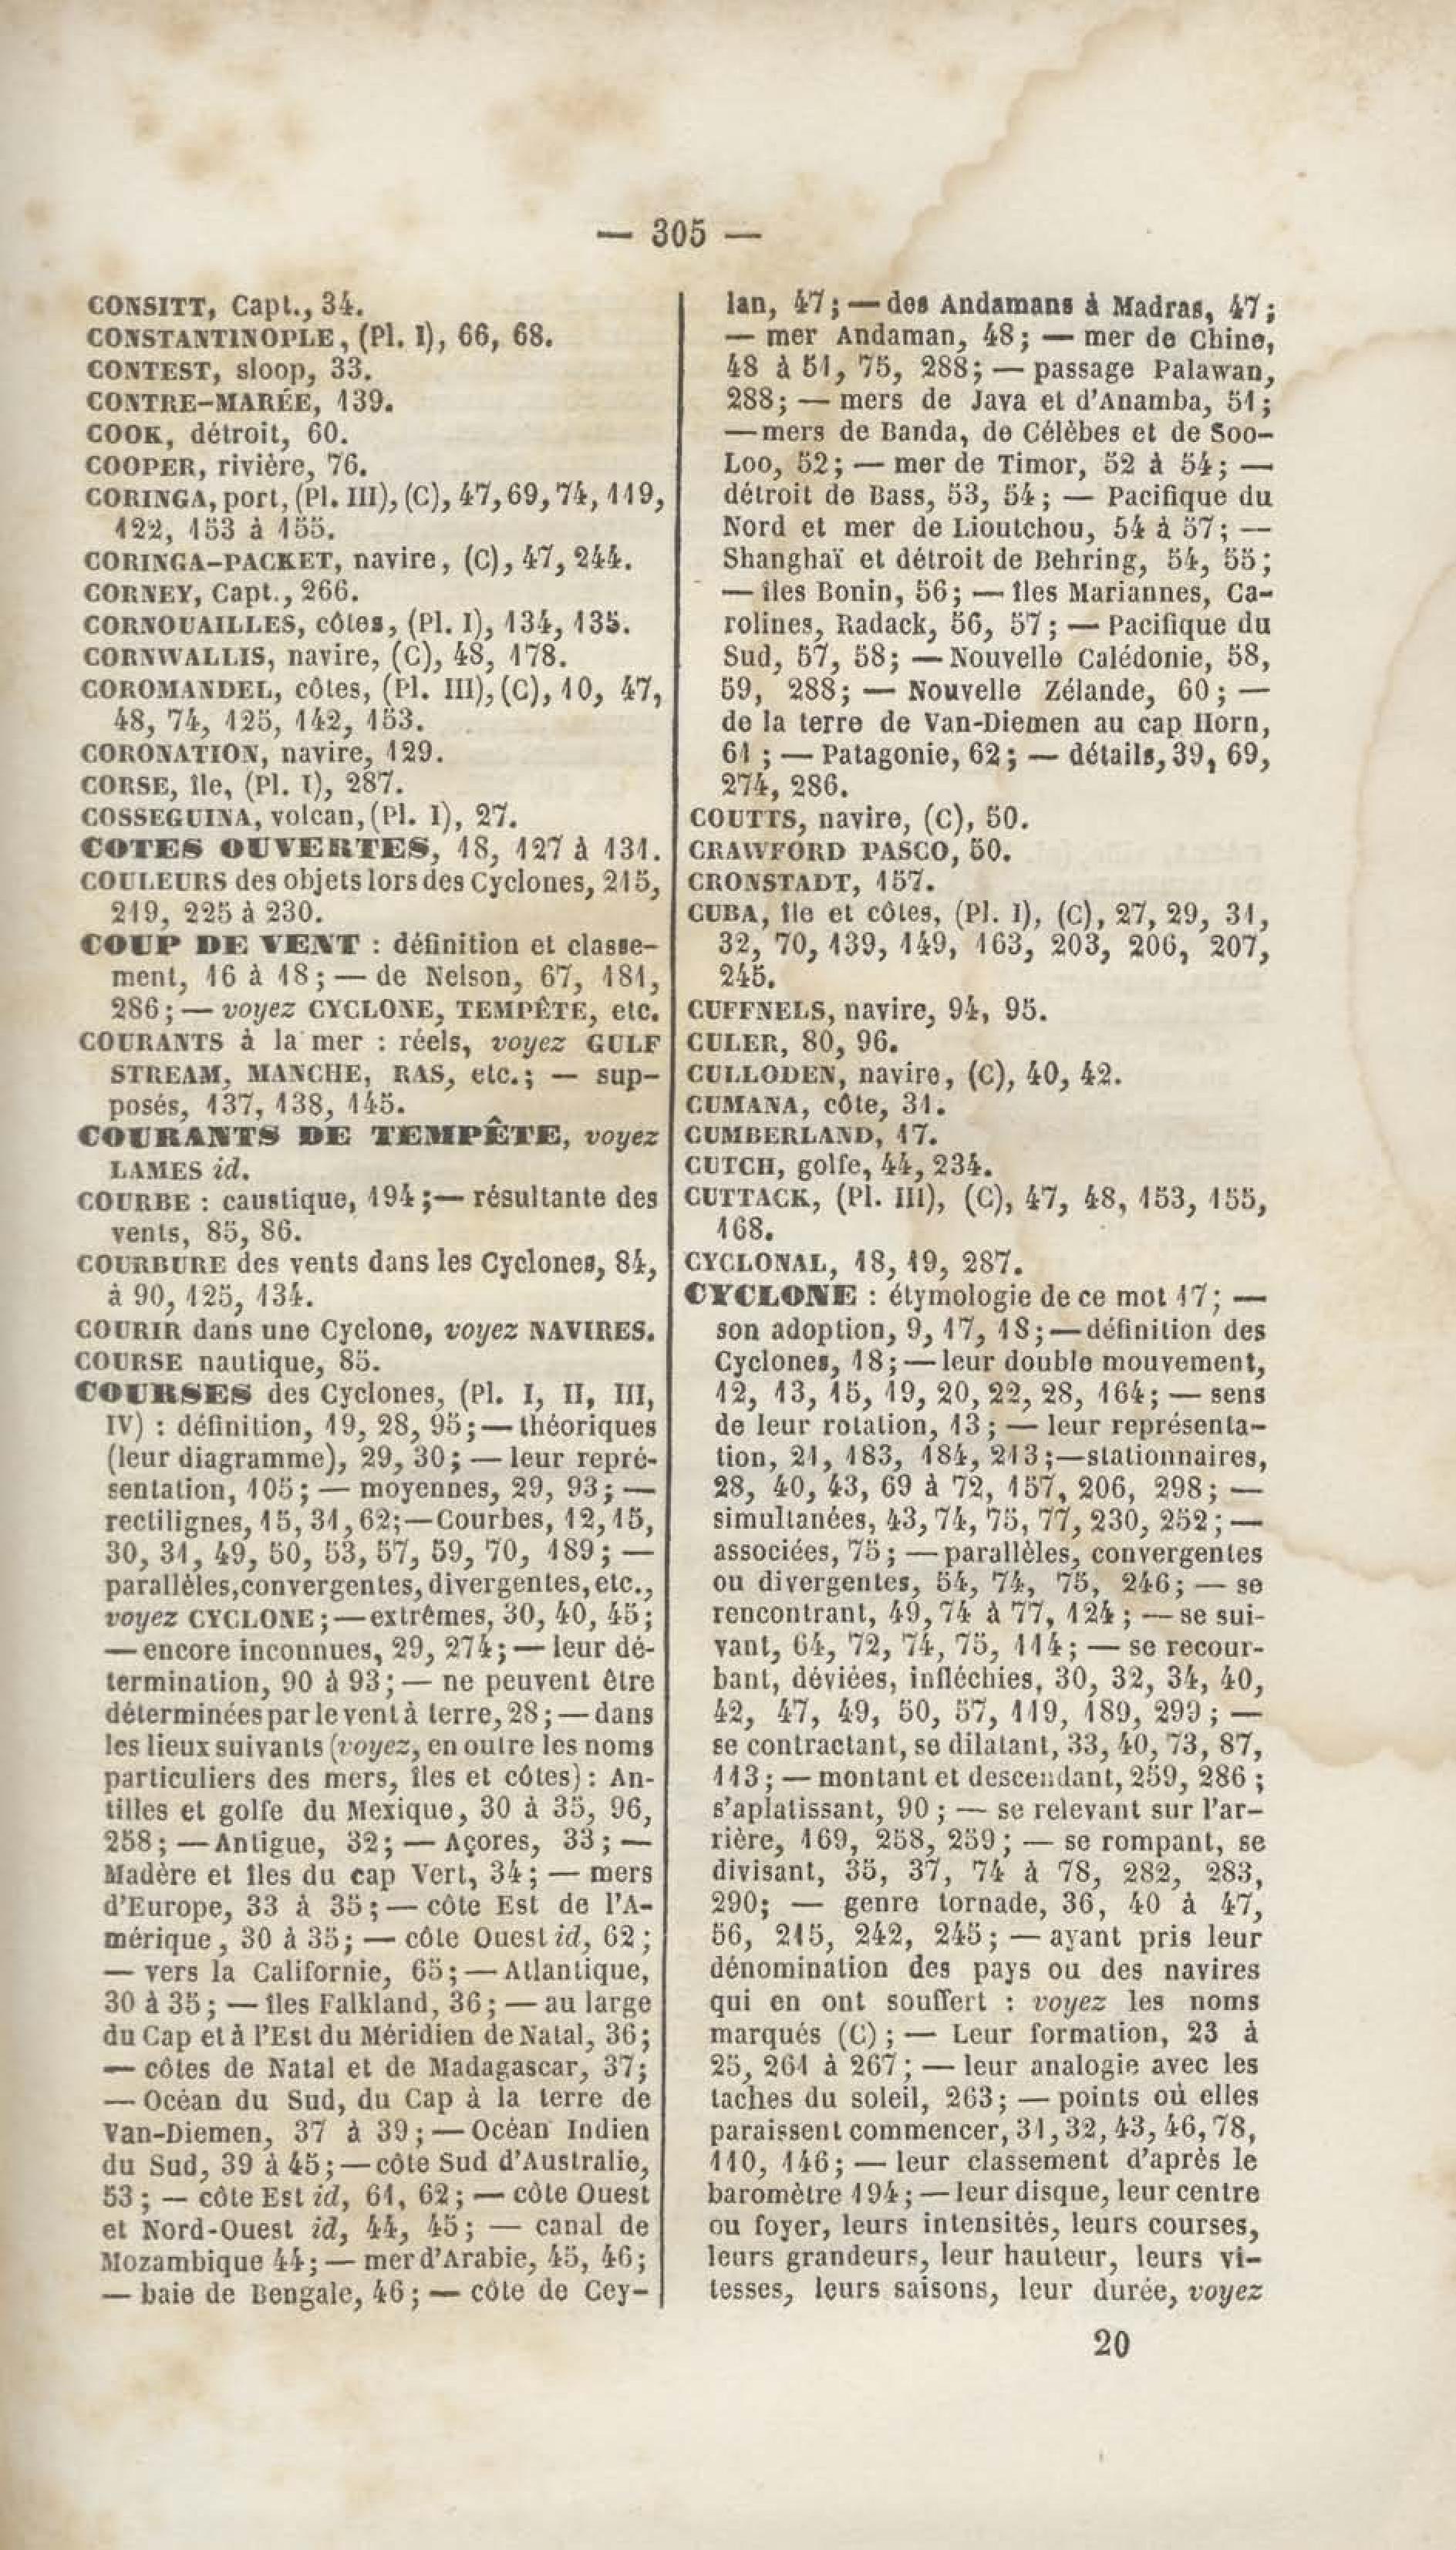 — 305 —
CONSITT, Capt., 34.
CONSTANTINOPLE, (Pl. I), 66, 68.
CONTEST, sloop, 33.
CONTRE-MARÉE, 139.
COOK, détroit, 60.
COOPER, rivière, 76.
CORINGA, port, (Pl. III), (C), 47, 69, 74, 119,
122, 153 à 155.
CORINGA-PACKET, navire, (C), 47, 244.
CORNEY, Capt., 266.
CORNOUAILLES, côtes, (Pl. I), 134, 135.
CORNWALLIS, navire, (C), 48, 178.
COROMANDEL, côtes, (Pl. III), (C), 10, 47,
48, 74, 125, 142, 153.
CORONATION, navire, 129.
CORSE, île, (Pl. I), 287.
COSSEGUINA, volcan, (Pl. I), 27.
COTES OUVERTES, 18, 127 à 131.
COULEURS des objets lors des Cyclones, 215,
219, 225 à 230.
COUP DE VENT : définition et classe-
ment, 16 à 18; — de Nelson, 67, 181,
286; — voyez CYCLONE, TEMPÊTE, etc.
COURANTS à la mer : réels, voyez GULF
STREAM, MANCHE, RAS, etc.; — sup-
posés, 137, 138, 145.
COURANTS DE TEMPÊTE, voyez
LAMES id.
COURBE : caustique, 194; — résultante des
vents, 85, 86.
COURBURE des vents dans les Cyclones, 84,
à 90, 125, 134.
COURIR dans une Cyclone, voyez NAVIRES.
COURSE nautique, 85.
COURSES des Cyclones, (Pl. I, II, III,
IV) : définition, 19, 28, 95; — théoriques
(leur diagramme), 29, 30; — leur repré-
sentation, 105; — moyennes, 29, 93; —
rectilignes, 15, 31, 62; — Courbes, 12, 15,
30, 31, 49, 50, 53, 57, 59, 70, 189; —
parallèles, convergentes, divergentes, etc.,
voyez CYCLONE; — extrêmes, 30, 40, 45;
— encore inconnues, 29, 274; — leur dé-
termination, 90 à 93; — ne peuvent être
déterminées par le vent à terre, 28; — dans
les lieux suivants (voyez, en outre les noms
particuliers des mers, îles et côtes) : An-
tilles et golfe du Mexique, 30 à 35, 96,
258; — Antigue, 32; — Açores, 33; —
Madère et îles du cap Vert, 34; — mers
d'Europe, 33 à 35; — côte Est de l'A-
mérique, 30 à 35; — côte Ouest id, 62;
— vers la Californie, 65; — Atlantique,
30 à 35; — îles Falkland, 36; — au large
du Cap et à l'Est du Méridien de Natal, 36;
— côtes de Natal et de Madagascar, 37;
— Océan du Sud, du Cap à la terre de
Van-Diemen, 37 à 39; — Océan Indien
du Sud, 39 à 45; — côte Sud d'Australie,
53; — côte Est id, 61, 62; — côte Ouest
et Nord-Ouest id, 44, 45; — canal de
Mozambique 44; — mer d'Arabie, 45, 46;
— baie de Bengale, 46; — côte de Cey-
lan, 47; — des Andamans à Madras, 47;
— mer Andaman, 48; — mer de Chine,
48 à 51, 75, 288; — passage Palawan,
288; — mers de Java et d'Anamba, 51;
— mers de Banda, de Célèbes et de Soo-
Loo, 52; — mer de Timor, 52 à 54; —
détroit de Bass, 53, 54; — Pacifique du
Nord et mer de Lioutchou, 54 à 57; —
Shanghaï et détroit de Behring, 54, 55;
— îles Bonin, 56; — îles Mariannes, Ca-
rolines, Radack, 56, 57; — Pacifique du
Sud, 57, 58; — Nouvelle Calédonie, 58,
59, 288; — Nouvelle Zélande, 60; —
de la terre de Van-Diemen au cap Horn,
61; — Patagonie, 62; — détails, 39, 69,
274, 286.
COUTTS, navire, (C), 50.
CRAWFORD PASCO, 50.
CRONSTADT, 157.
CUBA, île et côtes, (Pl. I), (C), 27, 29, 31,
32, 70, 139, 149, 163, 203, 206, 207,
245.
CUFFNELS, navire, 94, 95.
CULER, 80, 96.
CULLODEN, navire, (C), 40, 42.
CUMANA, côte, 31.
CUMBERLAND, 17.
CUTCH, golfe, 44, 234.
CUTTACK, (Pl. III), (C), 47, 48, 153, 155,
168.
CYCLONAL, 18, 19, 287.
CYCLONE : étymologie de ce mot 17; —
son adoption, 9, 17, 18; — définition des
Cyclones, 18; — leur double mouvement,
12, 13, 15, 19, 20, 22, 28, 164; — sens
de leur rotation, 13; — leur représenta-
tion, 21, 183, 184, 213; — stationnaires,
28, 40, 43, 69 à 72, 157, 206, 298; —
simultanées, 43, 74, 75, 77, 230, 252; —
associées, 75; — parallèles, convergentes
ou divergentes, 54, 74, 75, 246; — se
rencontrant, 49, 74 à 77, 124; — se sui-
vant, 64, 72, 74, 75, 114; — se recour-
bant, déviées, infléchies, 30, 32, 34, 40,
42, 47, 49, 50, 57, 119, 189, 299; —
se contractant, se dilatant, 33, 40, 73, 87,
113; — montant et descendant, 259, 286;
s'aplatissant, 90; — se relevant sur l'ar-
rière, 169, 258, 259; — se rompant, se
divisant, 35, 37, 74 à 78, 282, 283,
290; — genre tornade, 36, 40 à 47,
56, 215, 242, 245; — ayant pris leur
dénomination des pays ou des navires
qui en ont souffert : voyez les noms
marqués (C); — Leur formation, 23 à
25, 261 à 267; — leur analogie avec les
taches du soleil, 263; — points où elles
paraissent commencer, 31, 32, 43, 46, 78,
110, 146; — leur classement d'après le
baromètre 194; — leur disque, leur centre
ou foyer, leurs intensités, leurs courses,
leurs grandeurs, leur hauteur, leurs vi-
tesses, leurs saisons, leur durée, voyez
20